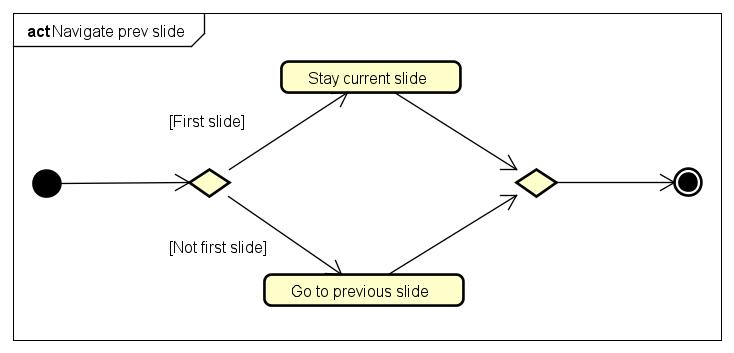 act Navigate prev slide
Stay current slide
[First slide]
[Not first slide]
Go to previous slide